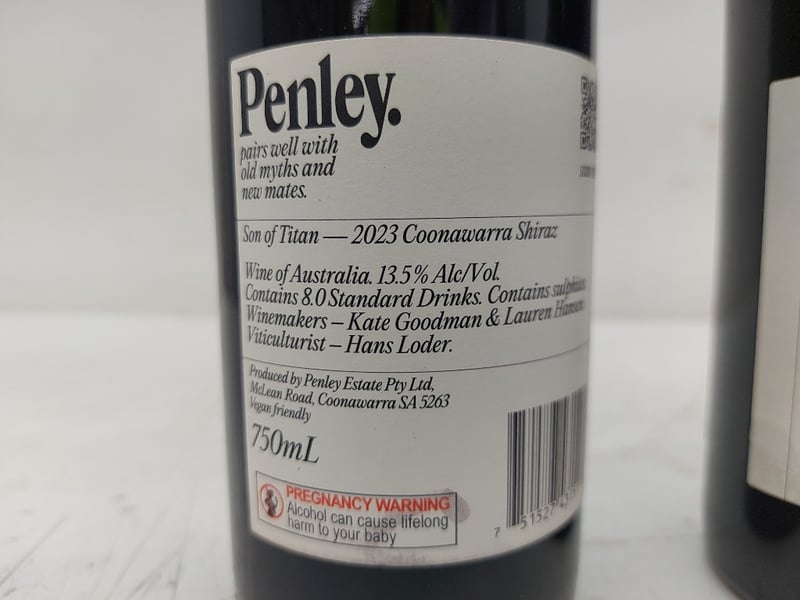 Penley.
pairs well with
old myths and
new mates.
Son of Titan — 2023 Coonawarra Shiraz
Wine of Australia. 13.5% Alc/Vol.
Contains 8.0 Standard Drinks. Contains sulphites.
Winemakers – Kate Goodman & Lauren Hansen.
Viticulturist – Hans Loder.
Produced by Penley Estate Pty Ltd,
McLean Road, Coonawarra SA 5263
Vegan friendly
750mL
PREGNANCY WARNING
Alcohol can cause lifelong
harm to your baby